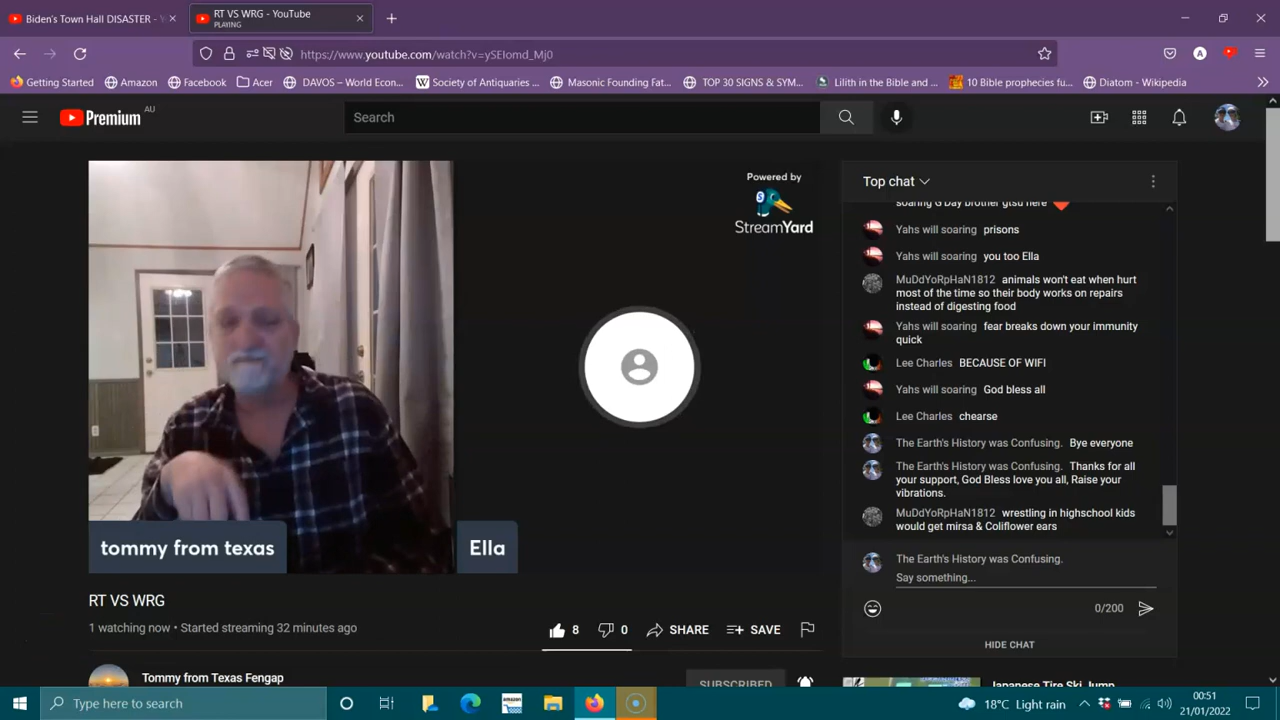 Biden's Town Hall DISASTER - Y
RT VS WRG - YouTube
PLAYING
https://www.youtube.com/watch?v=ySEIomd_Mj0
Getting Started Amazon Facebook Acer DAVOS – World Econ... Society of Antiquaries ... Masonic Founding Fat... TOP 30 SIGNS & SYM... Lilith in the Bible and ... 10 Bible prophecies fu... Diatom - Wikipedia
Premium AU
Search
Powered by
StreamYard
tommy from texas
Ella
Top chat
soaring G Day brother gtsu here
Yahs will soaring prisons
Yahs will soaring you too Ella
MuDdYoRpHaN1812 animals won't eat when hurt
most of the time so their body works on repairs
instead of digesting food
Yahs will soaring fear breaks down your immunity
quick
Lee Charles BECAUSE OF WIFI
Yahs will soaring God bless all
Lee Charles chearse
The Earth's History was Confusing. Bye everyone
The Earth's History was Confusing. Thanks for all
your support, God Bless love you all, Raise your
vibrations.
MuDdYoRpHaN1812 wrestling in highschool kids
would get mirsa & Coliflower ears
The Earth's History was Confusing.
Say something...
0/200
HIDE CHAT
RT VS WRG
1 watching now • Started streaming 32 minutes ago
8 0 SHARE SAVE
Tommy from Texas Fengap
SUBSCRIBED
Japanese Tire Ski Jump
Type here to search
18°C Light rain
00:51
21/01/2022